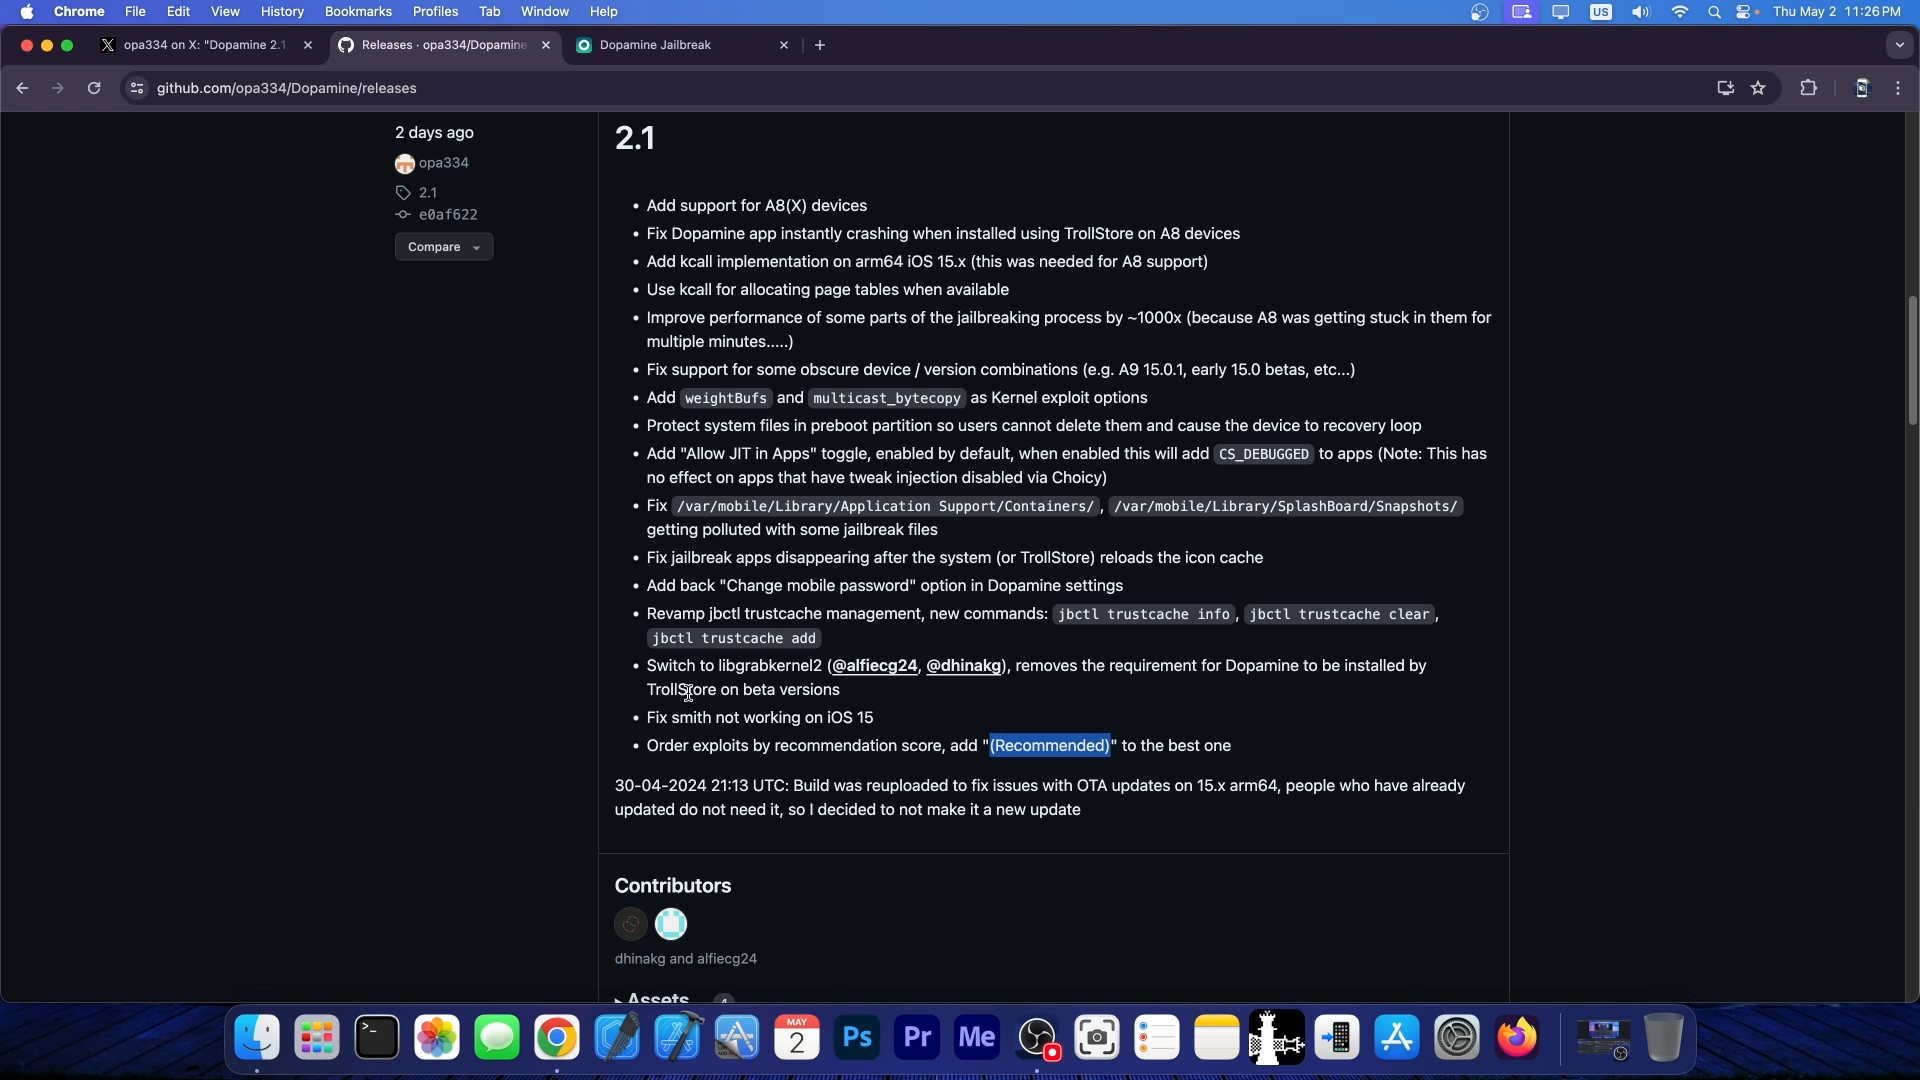 Chrome File Edit View History Bookmarks Profiles Tab Window Help US Thu May 2 11:26 PM
opa334 on X: "Dopamine 2.1. Releases · opa334/Dopamine Dopamine Jailbreak
github.com/opa334/Dopamine/releases
2 days ago
opa334
2.1
e0af622
Compare
2.1
• Add support for A8(X) devices
• Fix Dopamine app instantly crashing when installed using TrollStore on A8 devices
• Add kcall implementation on arm64 iOS 15.x (this was needed for A8 support)
• Use kcall for allocating page tables when available
• Improve performance of some parts of the jailbreaking process by ~1000x (because A8 was getting stuck in them for
multiple minutes.....)
• Fix support for some obscure device / version combinations (e.g. A9 15.0.1, early 15.0 betas, etc...)
• Add weightBufs and multicast_bytecopy as Kernel exploit options
• Protect system files in preboot partition so users cannot delete them and cause the device to recovery loop
• Add "Allow JIT in Apps" toggle, enabled by default, when enabled this will add CS_DEBUGGED to apps (Note: This has
no effect on apps that have tweak injection disabled via Choicy)
• Fix /var/mobile/Library/Application Support/Containers/, /var/mobile/Library/SplashBoard/Snapshots/
getting polluted with some jailbreak files
• Fix jailbreak apps disappearing after the system (or TrollStore) reloads the icon cache
• Add back "Change mobile password" option in Dopamine settings
• Revamp jbctl trustcache management, new commands: jbctl trustcache info, jbctl trustcache clear,
jbctl trustcache add
• Switch to libgrabkernel2 (@alfiecg24, @dhinakg), removes the requirement for Dopamine to be installed by
TrollStore on beta versions
• Fix smith not working on iOS 15
• Order exploits by recommendation score, add "(Recommended)" to the best one
30-04-2024 21:13 UTC: Build was reuploaded to fix issues with OTA updates on 15.x arm64, people who have already
updated do not need it, so I decided to not make it a new update
Contributors
dhinakg and alfiecg24
Assets 4
MAY
2
Ps Pr Me